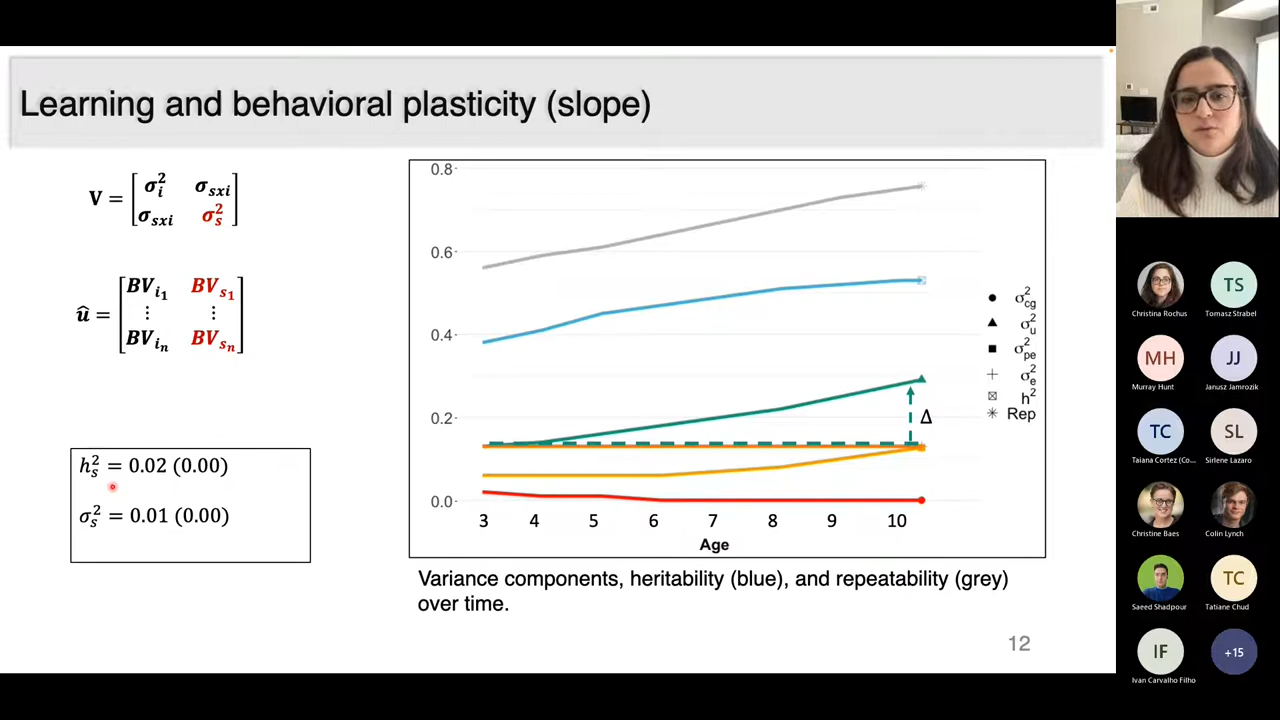 Learning and behavioral plasticity (slope)
V = [σ²ᵢ σₛₓᵢ
σₛₓᵢ σ²ₛ]
û = [BVᵢ₁ BVₛ₁
⋮ ⋮
BVᵢₙ BVₛₙ]
h²ₛ = 0.02 (0.00)
σ²ₛ = 0.01 (0.00)
0.8
0.6
0.4
0.2
0.0
Δ
3 4 5 6 7 8 9 10
Age
σ²cg
σ²u
σ²pe
σ²e
h²
Rep
Variance components, heritability (blue), and repeatability (grey)
over time.
12
Christina Rochus
TS
Tomasz Strabel
MH
Murray Hunt
JJ
Janusz Jamrozik
TC
Taiana Cortez (Co...
SL
Sirlene Lazaro
Christine Baes
Colin Lynch
Saeed Shadpour
TC
Tatiane Chud
IF
Ivan Carvalho Filho
+15